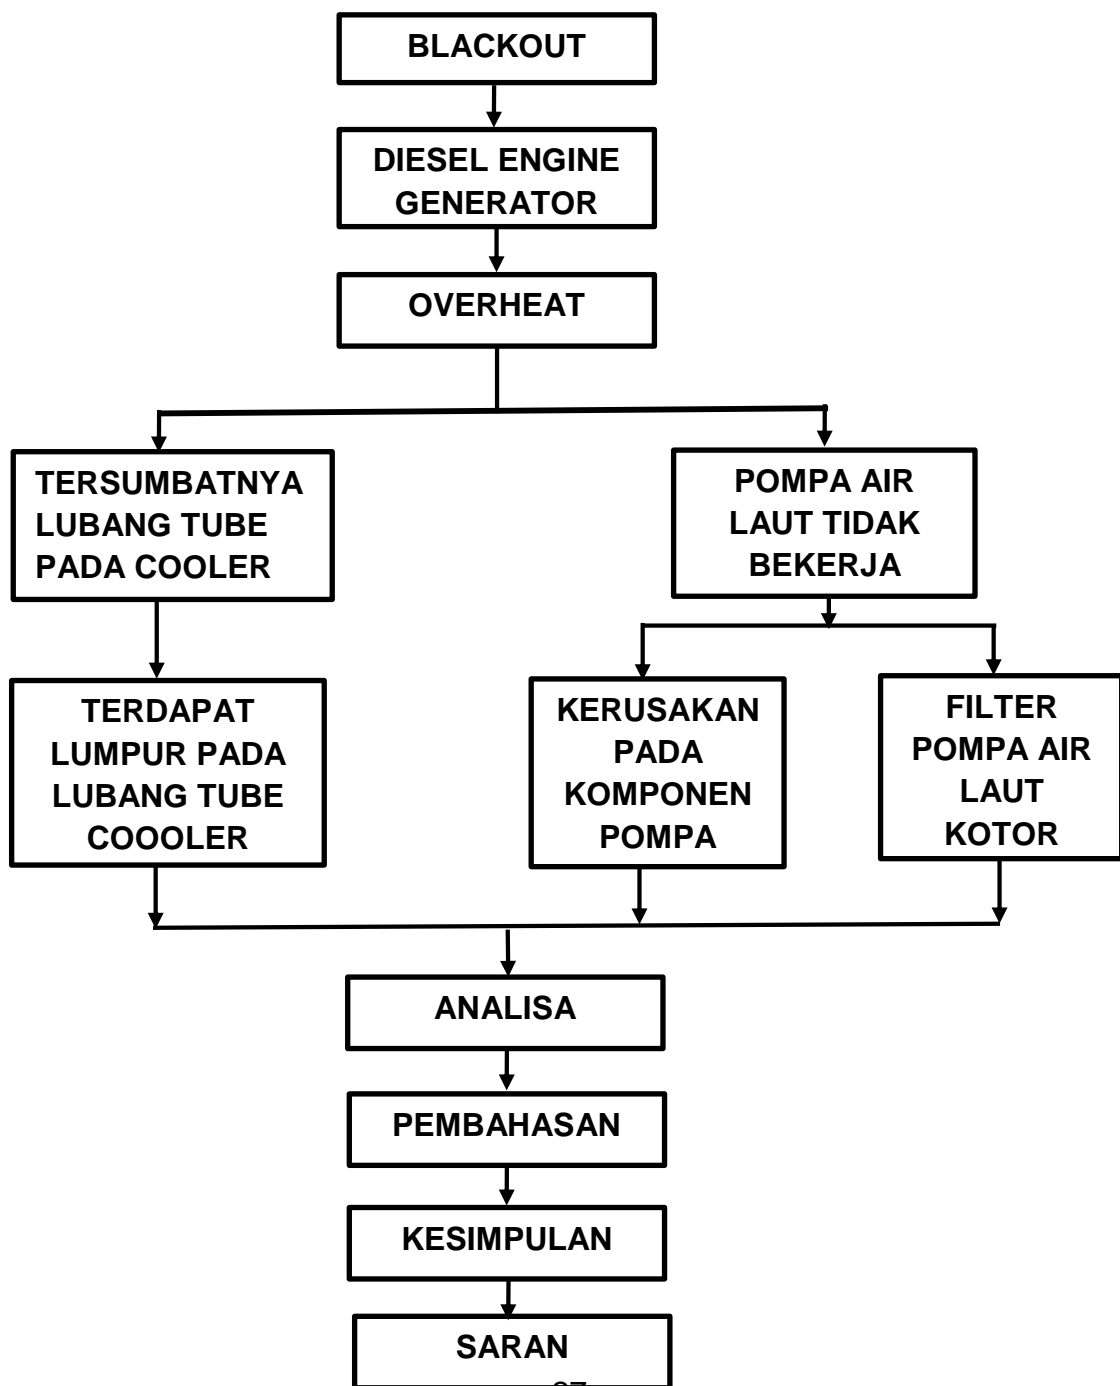 BLACKOUT
DIESEL ENGINE
GENERATOR
OVERHEAT
TERSUMBATNYA
LUBANG TUBE
PADA COOLER
POMPA AIR
LAUT TIDAK
BEKERJA
TERDAPAT
LUMPUR PADA
LUBANG TUBE
COOOLER
KERUSAKAN
PADA
KOMPONEN
POMPA
FILTER
POMPA AIR
LAUT
KOTOR
ANALISA
PEMBAHASAN
KESIMPULAN
SARAN